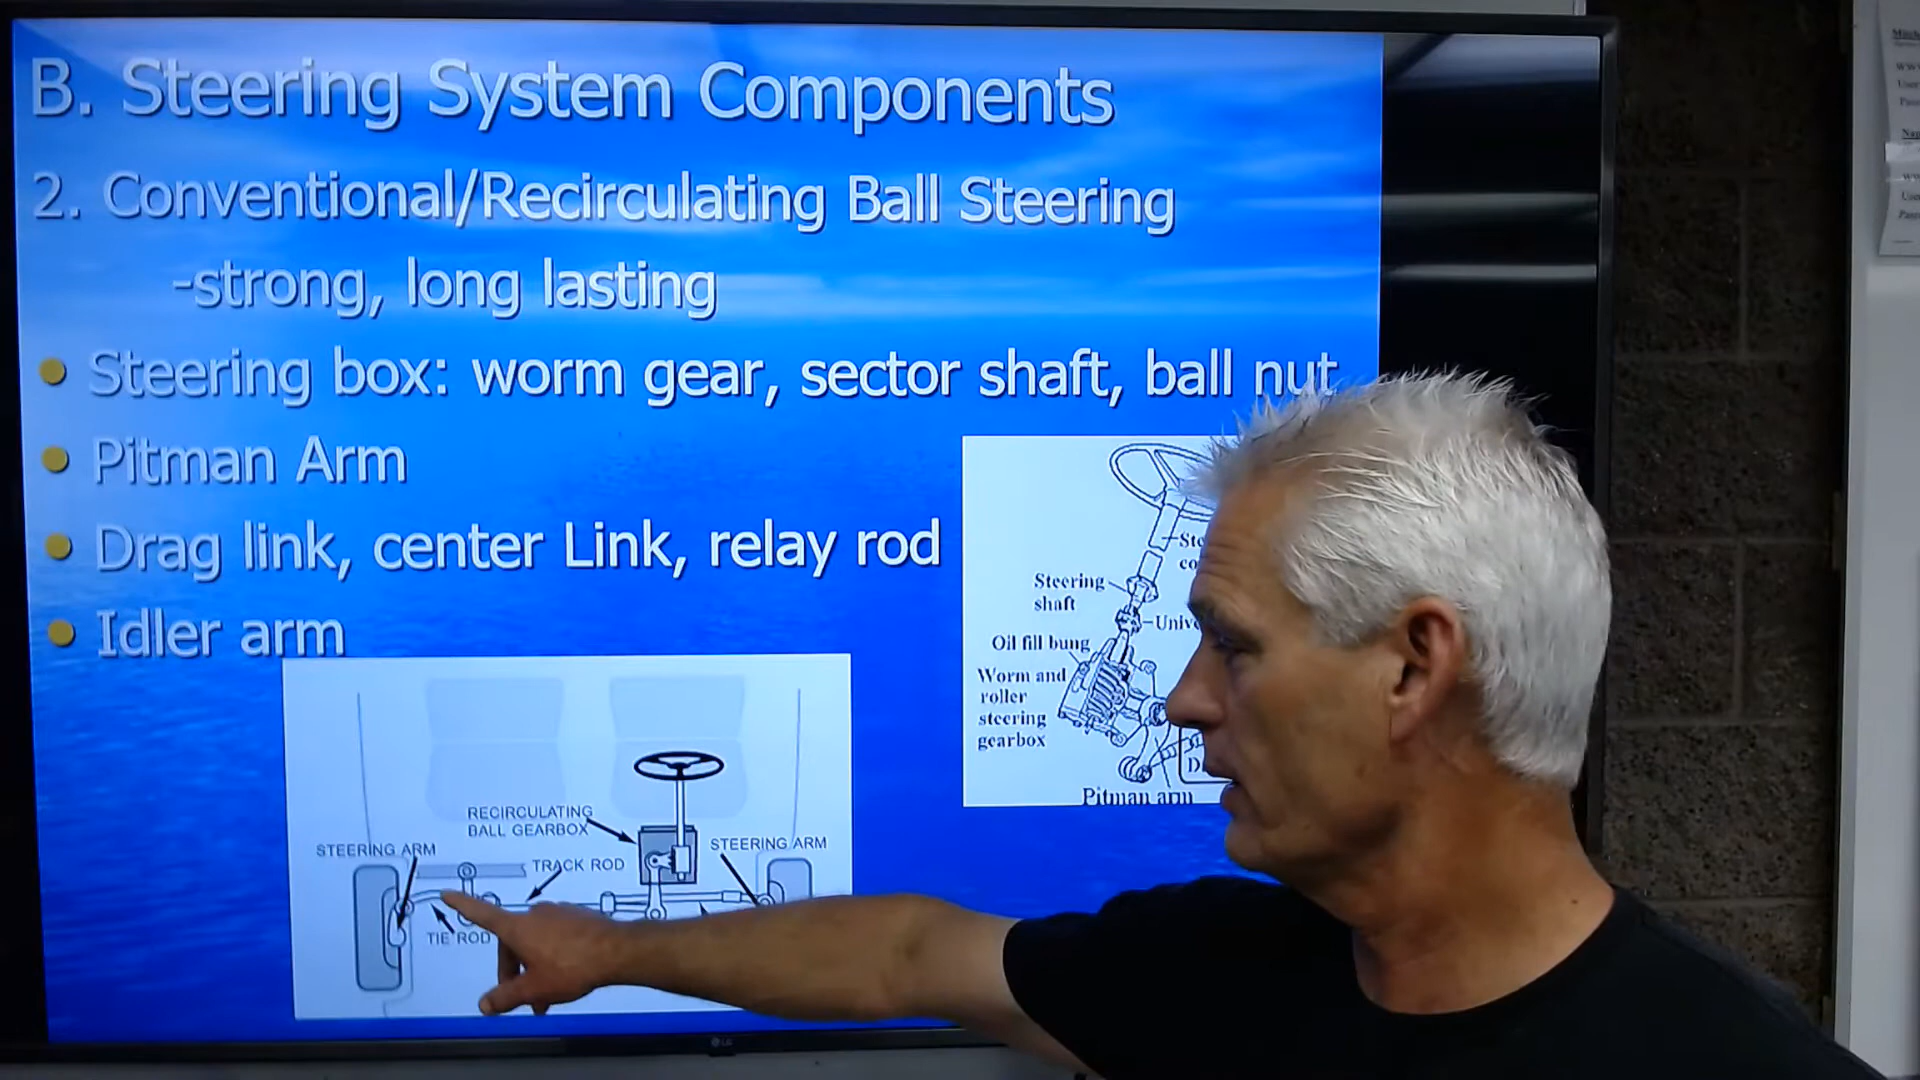 B. Steering System Components
2. Conventional/Recirculating Ball Steering
-strong, long lasting
• Steering box: worm gear, sector shaft, ball nut
• Pitman Arm
• Drag link, center Link, relay rod
• Idler arm
Steering
shaft
Oil fill bung
Worm and
roller
steering
gearbox
Pitman arm
RECIRCULATING
BALL GEARBOX
STEERING ARM
STEERING ARM
TRACK ROD
TIE ROD
LG